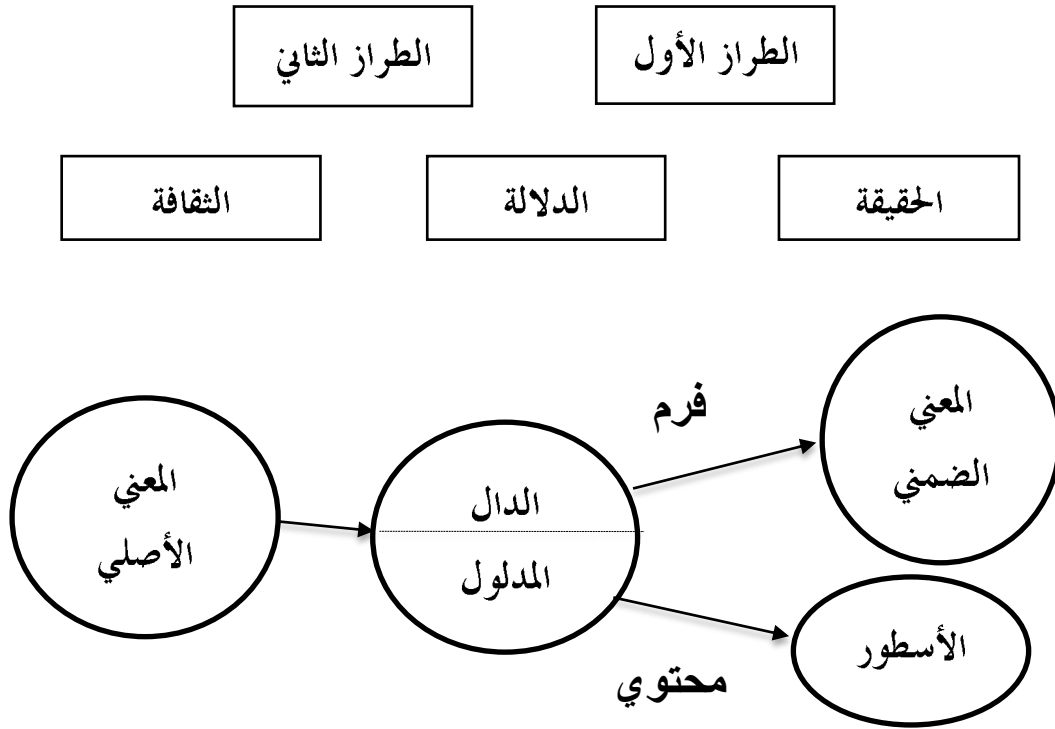 الطراز الأول
الطراز الثاني
الحقيقة
الدلالة
الثقافة
المعني
الضمني
فرم
الدال
المدلول
المعني
الأصلي
الأسطور
محتوي